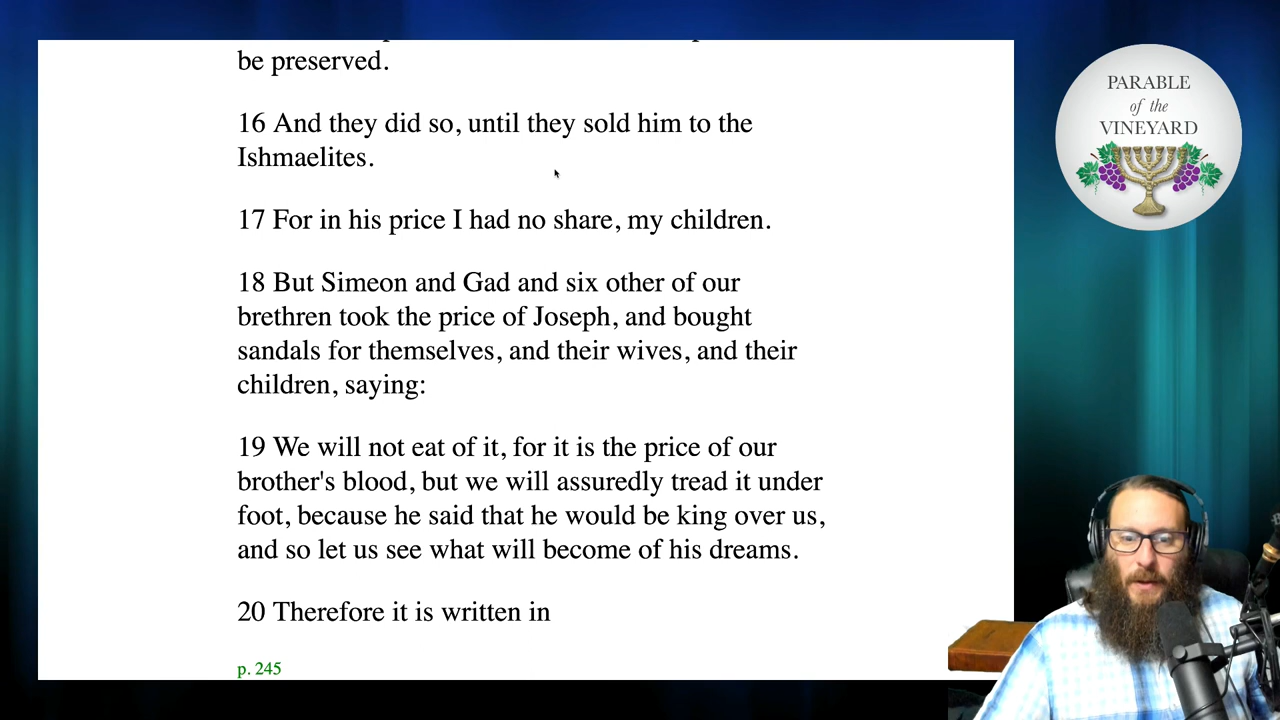 be preserved.
16 And they did so, until they sold him to the
Ishmaelites.
17 For in his price I had no share, my children.
18 But Simeon and Gad and six other of our
brethren took the price of Joseph, and bought
sandals for themselves, and their wives, and their
children, saying:
19 We will not eat of it, for it is the price of our
brother's blood, but we will assuredly tread it under
foot, because he said that he would be king over us,
and so let us see what will become of his dreams.
20 Therefore it is written in
p. 245
PARABLE
of the
VINEYARD